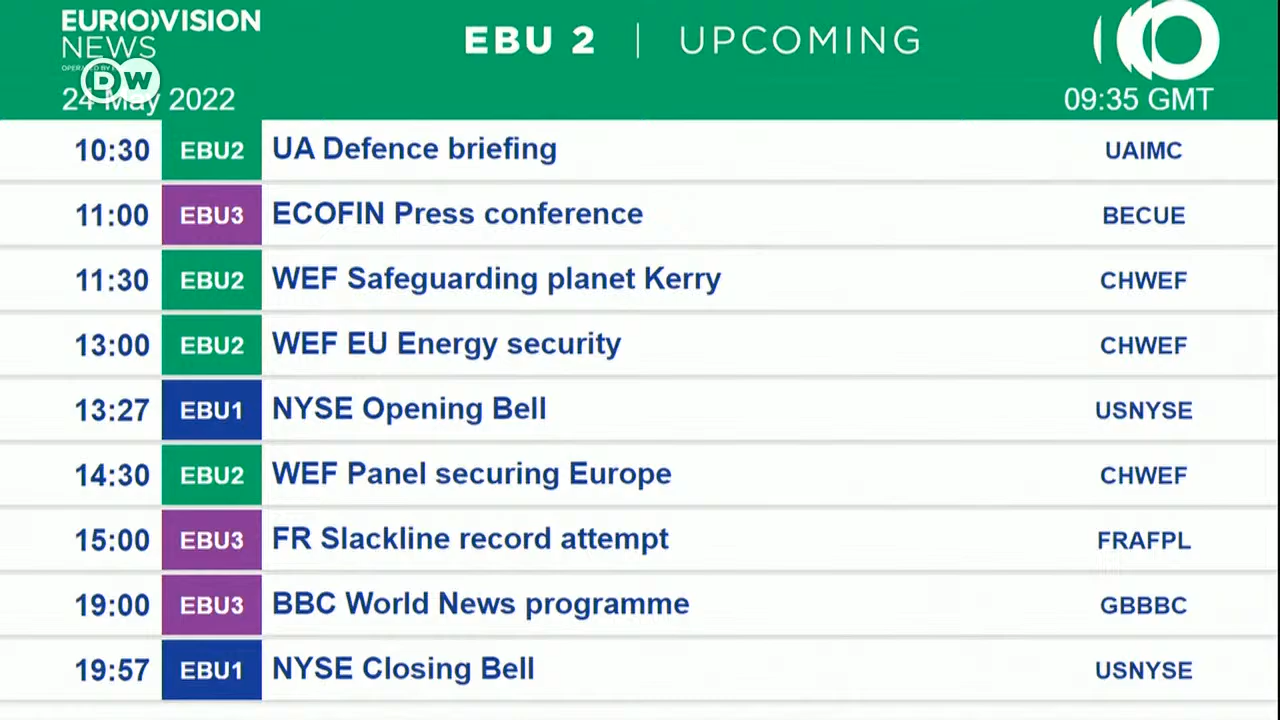 EUR(O)VISION
NEWS
EBU 2 | UPCOMING
DW
24 May 2022
09:35 GMT
10:30 EBU2 UA Defence briefing UAIMC
11:00 EBU3 ECOFIN Press conference BECUE
11:30 EBU2 WEF Safeguarding planet Kerry CHWEF
13:00 EBU2 WEF EU Energy security CHWEF
13:27 EBU1 NYSE Opening Bell USNYSE
14:30 EBU2 WEF Panel securing Europe CHWEF
15:00 EBU3 FR Slackline record attempt FRAFPL
19:00 EBU3 BBC World News programme GBBBC
19:57 EBU1 NYSE Closing Bell USNYSE